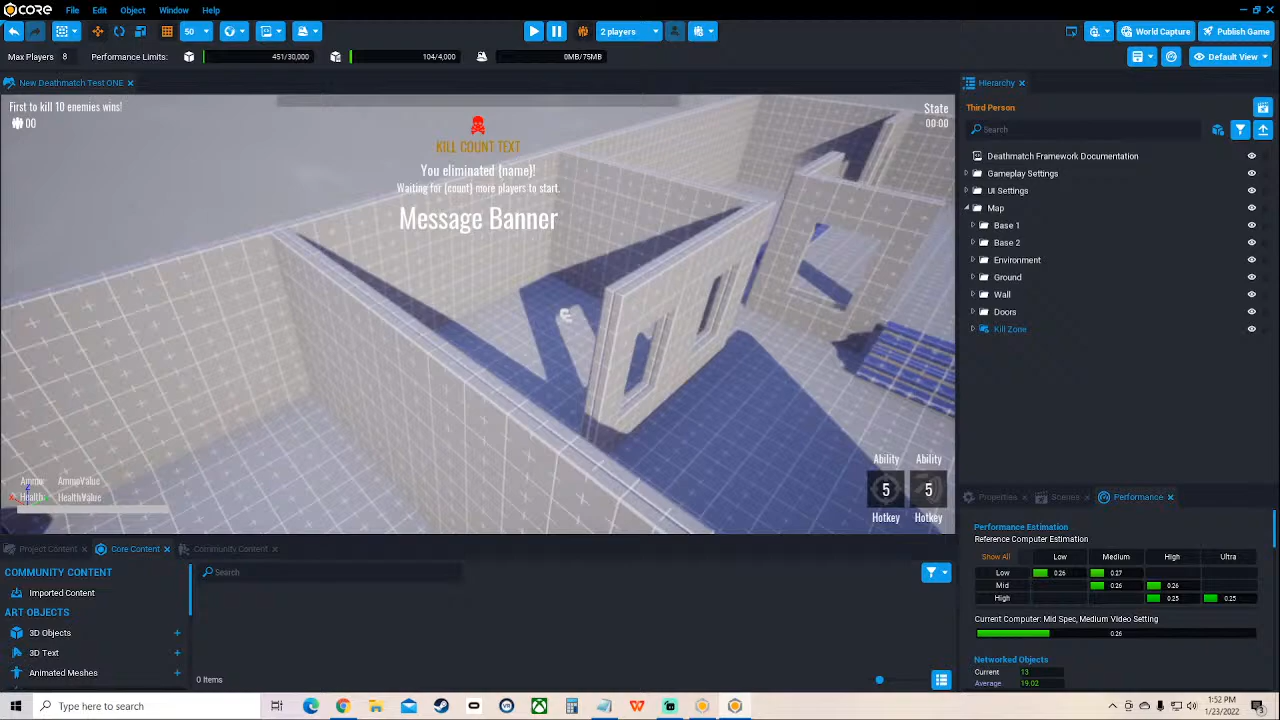 CORE File Edit Object Window Help
50 2 players World Capture Publish Game
Max Players 8 Performance Limits: 451/30,000 104/4,000 0MB/75MB Default View
New Deathmatch Test ONE
First to kill 10 enemies wins!
00
State
00:00
KILL COUNT TEXT
You eliminated {name}!
Waiting for {count} more players to start.
Message Banner
Ammo AmmoValue
Health HealthValue
Ability Ability
5 5
Hotkey Hotkey
Hierarchy
Third Person
Search
Deathmatch Framework Documentation
Gameplay Settings
UI Settings
Map
Base 1
Base 2
Environment
Ground
Wall
Doors
Kill Zone
Properties Scenes Performance
Performance Estimation
Reference Computer Estimation
Show All Low Medium High Ultra
Low 0.26 0.27
Mid 0.26 0.26
High 0.25 0.25
Current Computer: Mid Spec, Medium Video Setting
0.26
Networked Objects
Current 13
Average 19.02
Project Content Core Content Community Content
COMMUNITY CONTENT
Imported Content
ART OBJECTS
3D Objects
3D Text
Animated Meshes
Search
0 Items
Type here to search
1:52 PM
1/23/2022